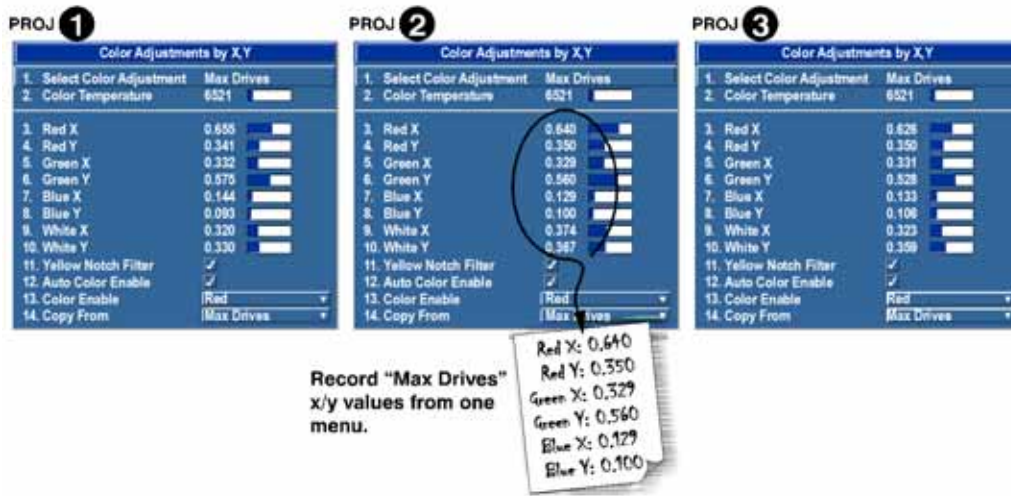 PROJ 1
Color Adjustments by X,Y
1. Select Color Adjustment Max Drives
2. Color Temperature 6521
3. Red X 0.655
4. Red Y 0.341
5. Green X 0.332
6. Green Y 0.575
7. Blue X 0.144
8. Blue Y 0.093
9. White X 0.320
10. White Y 0.330
11. Yellow Notch Filter
12. Auto Color Enable
13. Color Enable Red
14. Copy From Max Drives
PROJ 2
Color Adjustments by X,Y
1. Select Color Adjustment Max Drives
2. Color Temperature 6521
3. Red X 0.640
4. Red Y 0.350
5. Green X 0.329
6. Green Y 0.560
7. Blue X 0.129
8. Blue Y 0.100
9. White X 0.374
10. White Y 0.367
11. Yellow Notch Filter
12. Auto Color Enable
13. Color Enable Red
14. Copy From Max Drives
PROJ 3
Color Adjustments by X,Y
1. Select Color Adjustment Max Drives
2. Color Temperature 6521
3. Red X 0.626
4. Red Y 0.350
5. Green X 0.331
6. Green Y 0.528
7. Blue X 0.133
8. Blue Y 0.106
9. White X 0.323
10. White Y 0.359
11. Yellow Notch Filter
12. Auto Color Enable
13. Color Enable Red
14. Copy From Max Drives
Record “Max Drives”
x/y values from one
menu.
Red X: 0.640
Red Y: 0.350
Green X: 0.329
Green Y: 0.560
Blue X: 0.129
Blue Y: 0.100